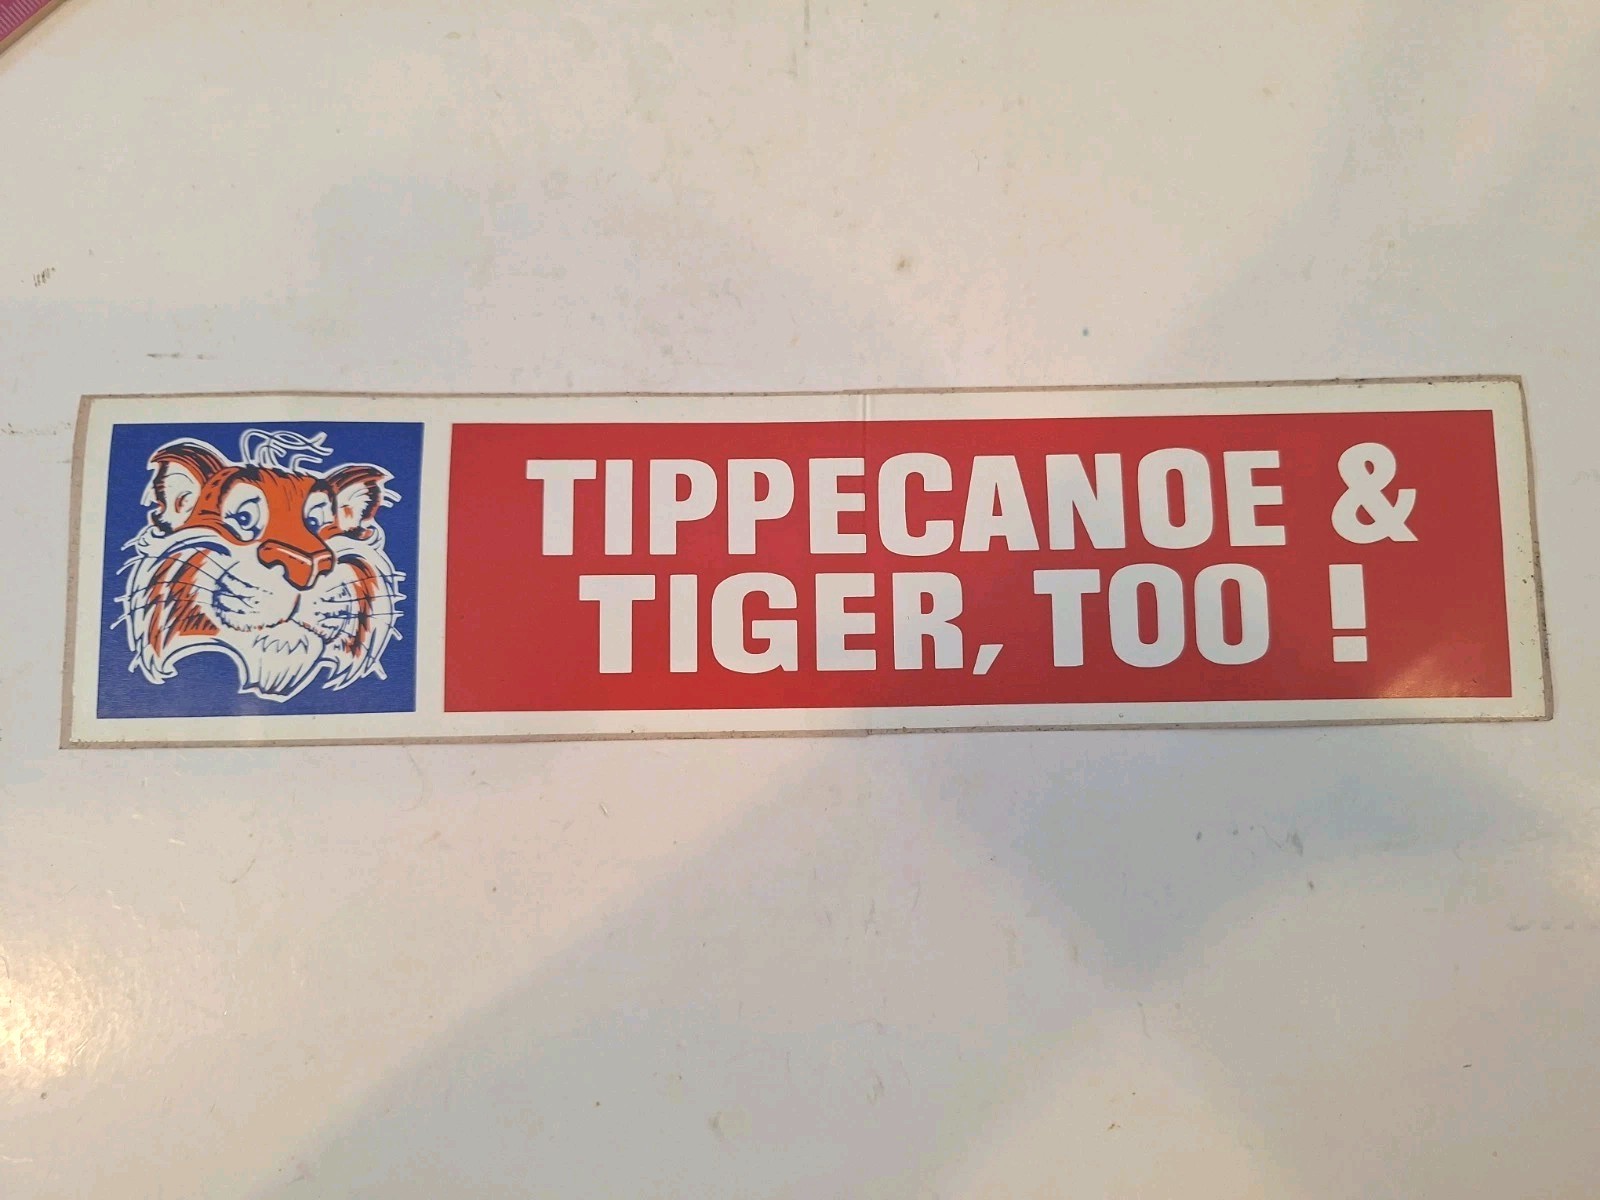 TIPPECANOE &
TIGER, TOO !